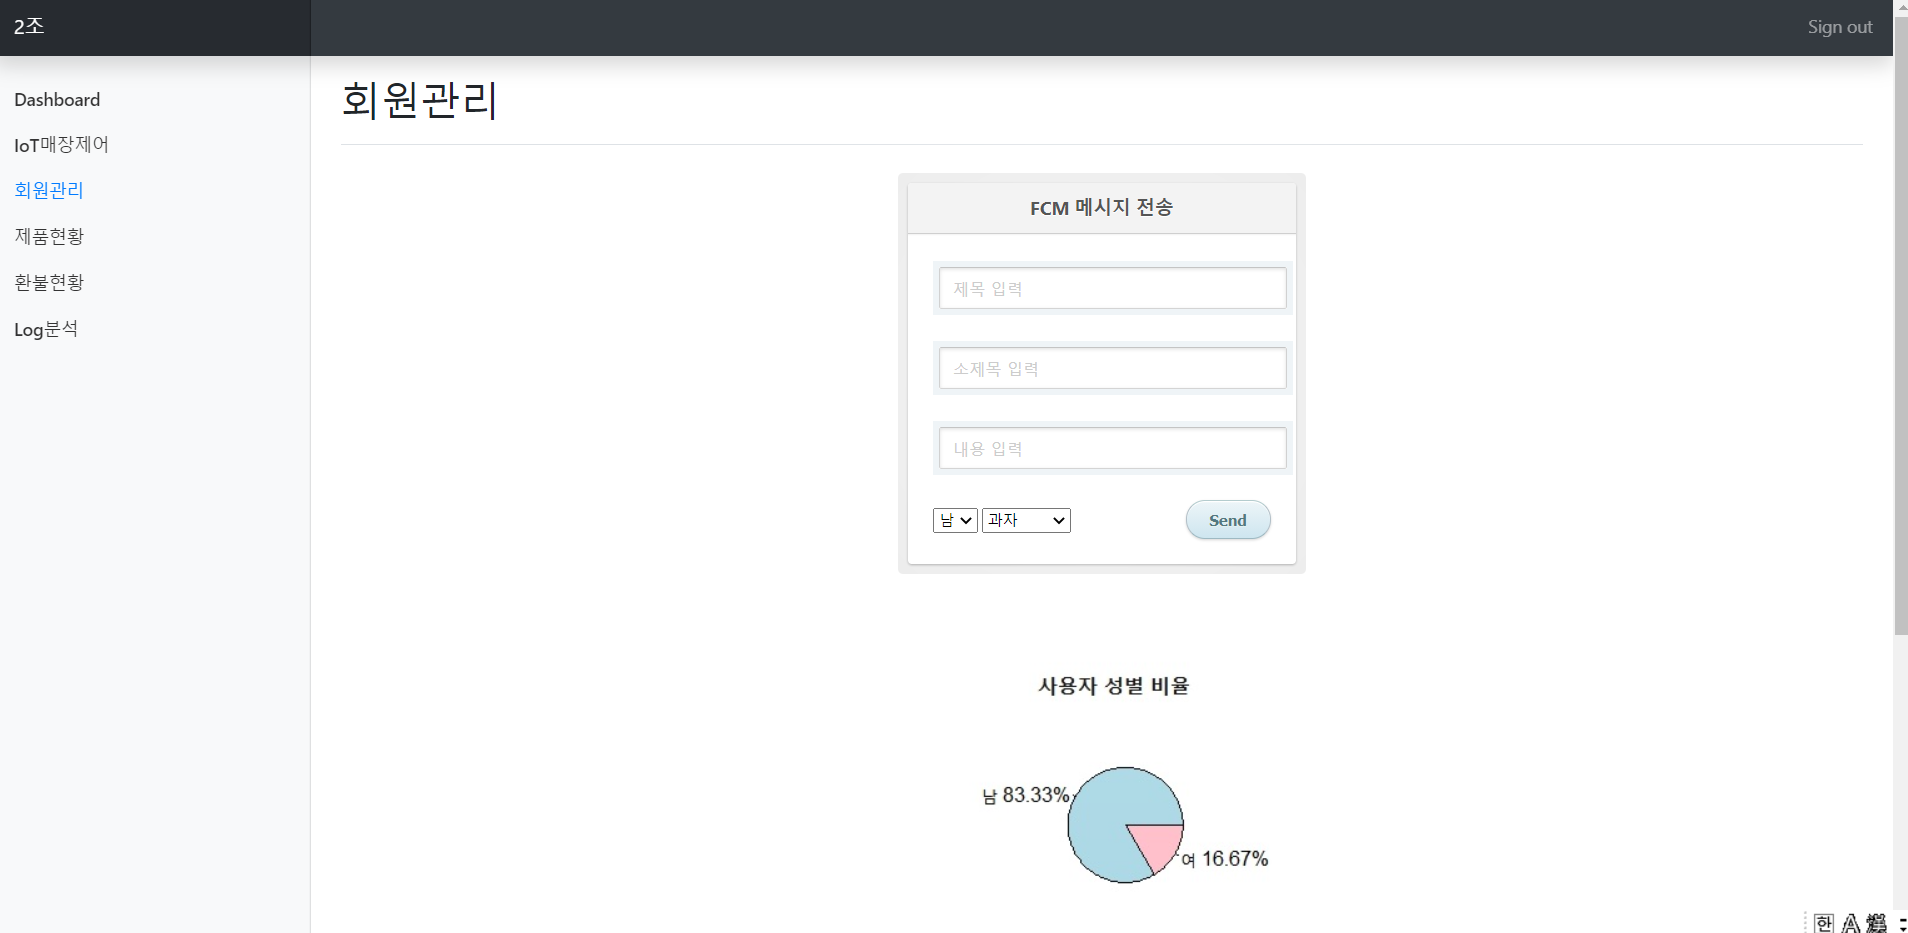 2조
Sign out
Dashboard
IoT매장제어
회원관리
제품현황
환불현황
Log분석
회원관리
FCM 메시지 전송
제목 입력
소제목 입력
내용 입력
남 과자 Send
사용자 성별 비율
남 83.33%
여 16.67%
한 A 漢